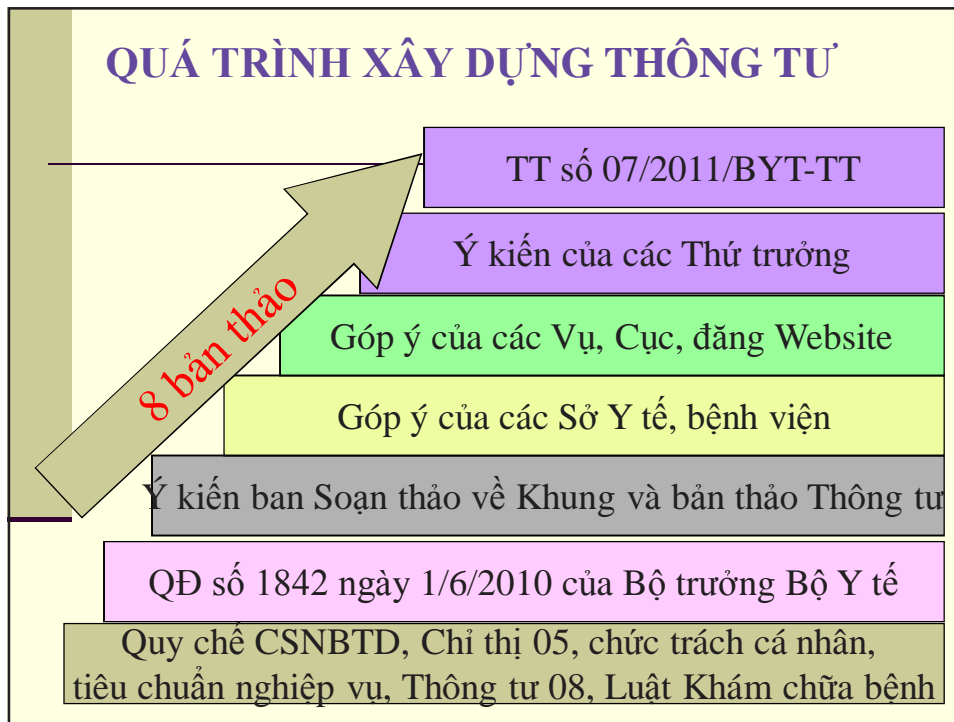 QUÁ TRÌNH XÂY DỰNG THÔNG TƯ
TT số 07/2011/BYT-TT
Ý kiến của các Thứ trưởng
Góp ý của các Vụ, Cục, đăng Website
8 bản thảo
Góp ý của các Sở Y tế, bệnh viện
Ý kiến ban Soạn thảo về Khung và bản thảo Thông tư
QĐ số 1842 ngày 1/6/2010 của Bộ trưởng Bộ Y tế
Quy chế CSNBTD, Chỉ thị 05, chức trách cá nhân,
tiêu chuẩn nghiệp vụ, Thông tư 08, Luật Khám chữa bệnh